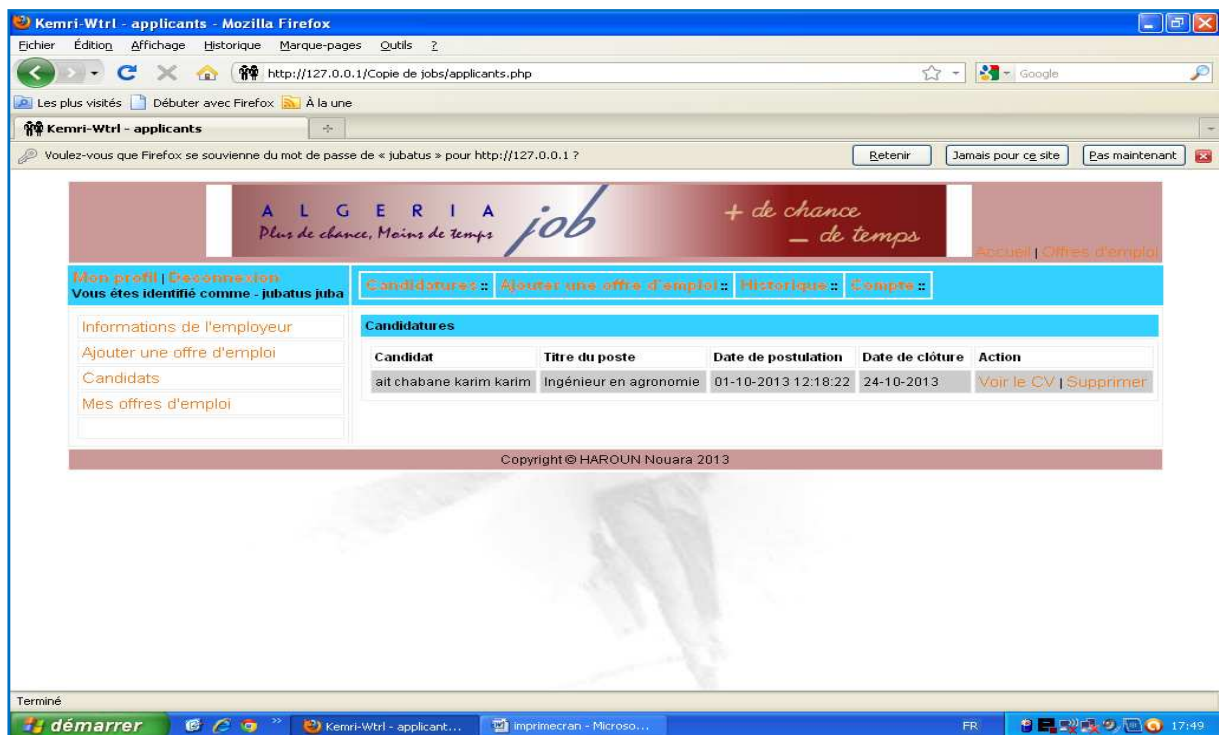 Kemri-Wtrl - applicants - Mozilla Firefox
Fichier Édition Affichage Historique Marque-pages Outils ?
http://127.0.0.1/Copie de jobs/applicants.php Google
Les plus visités Débuter avec Firefox À la une
Kemri-Wtrl - applicants
Voulez-vous que Firefox se souvienne du mot de passe de « jubatus » pour http://127.0.0.1 ? Retenir Jamais pour ce site Pas maintenant
ALGERIA job + de chance
Plus de chance, Moins de temps _ de temps
Accueil | Offres d'emploi
Mon profil | Deconnexion
Vous étes identifié comme - jubatus juba
Candidatures :: Ajouter une offre d'emploi :: Historique :: Compte ::
Informations de l'employeur
Ajouter une offre d'emploi
Candidats
Mes offres d'emploi
Candidatures
Candidat Titre du poste Date de postulation Date de clóture Action
ait chabane karim karim Ingénieur en agronomie 01-10-2013 12:18:22 24-10-2013 Voir le CV | Supprimer
Copyright © HAROUN Nouara 2013
Terminé
démarrer Kemri-Wtrl - applicant... imprimecran - Microso... FR 17:49